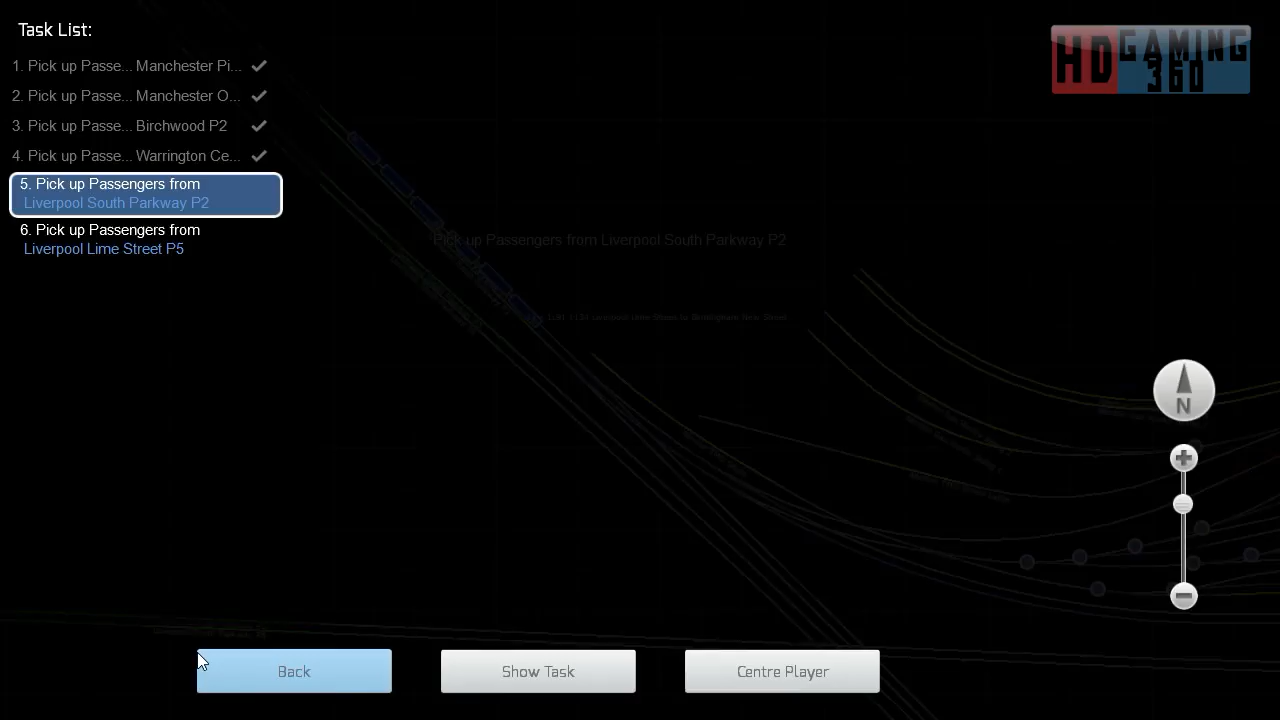 Task List:
1. Pick up Passe... Manchester Pi...
2. Pick up Passe... Manchester O...
3. Pick up Passe... Birchwood P2
4. Pick up Passe... Warrington Ce...
5. Pick up Passengers from
Liverpool South Parkway P2
6. Pick up Passengers from
Liverpool Lime Street P5
HD GAMING
360
Pick up Passengers from Liverpool South Parkway P2
N
Back
Show Task
Centre Player